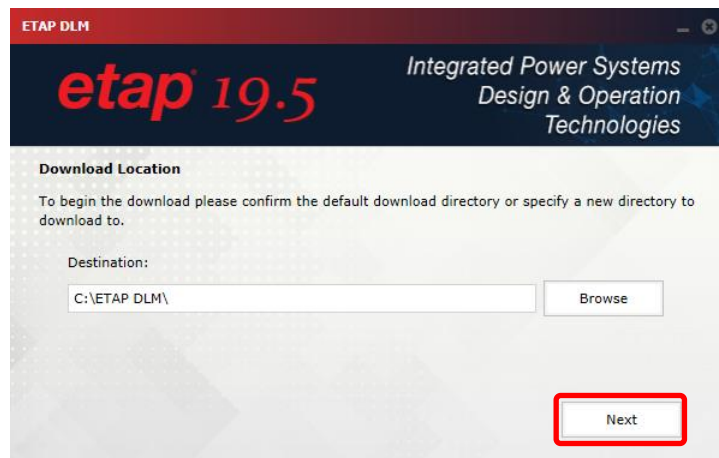 ETAP DLM
etap® 19.5
Integrated Power Systems
Design & Operation
Technologies
Download Location
To begin the download please confirm the default download directory or specify a new directory to
download to.
Destination:
C:\ETAP DLM\
Browse
Next